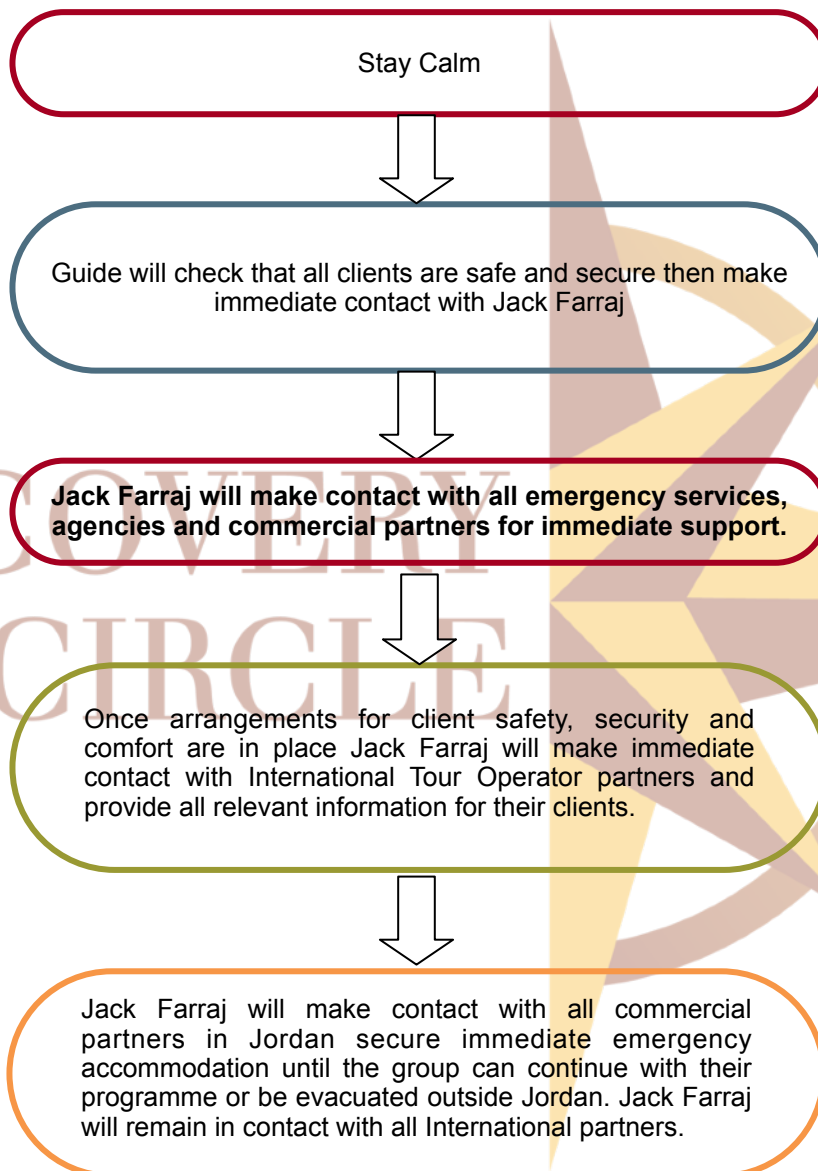 Stay Calm
Guide will check that all clients are safe and secure then make
immediate contact with Jack Farraj
Jack Farraj will make contact with all emergency services,
agencies and commercial partners for immediate support.
COVERY
CIRCLE
Once arrangements for client safety, security and
comfort are in place Jack Farraj will make immediate
contact with International Tour Operator partners and
provide all relevant information for their clients.
Jack Farraj will make contact with all commercial
partners in Jordan secure immediate emergency
accommodation until the group can continue with their
programme or be evacuated outside Jordan. Jack Farraj
will remain in contact with all International partners.